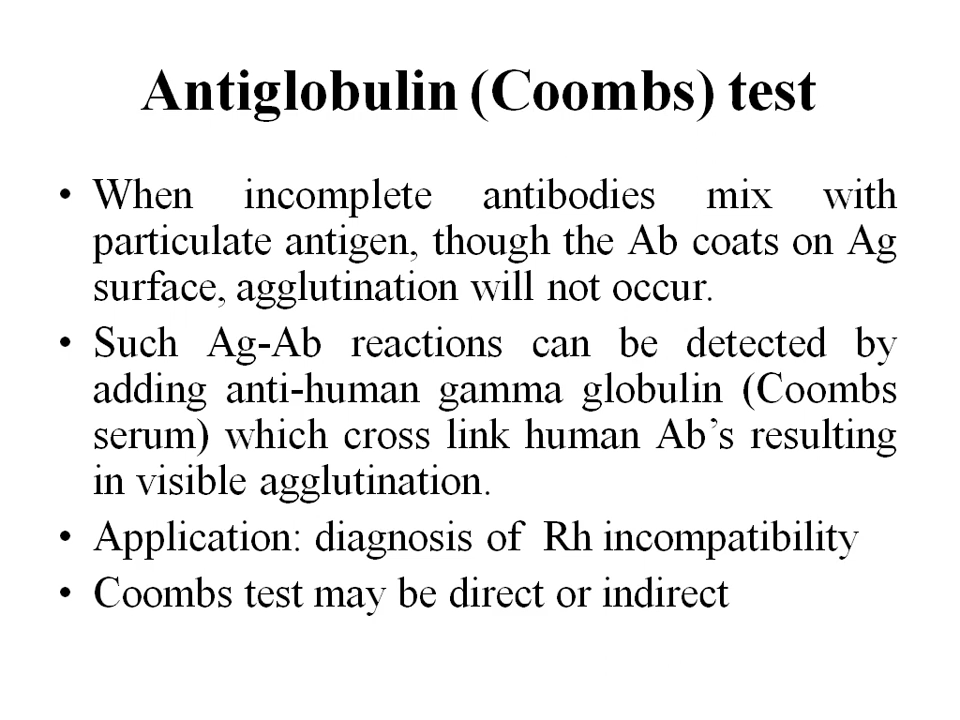 Antiglobulin (Coombs) test
• When incomplete antibodies mix with
particulate antigen, though the Ab coats on Ag
surface, agglutination will not occur.
• Such Ag-Ab reactions can be detected by
adding anti-human gamma globulin (Coombs
serum) which cross link human Ab’s resulting
in visible agglutination.
• Application: diagnosis of Rh incompatibility
• Coombs test may be direct or indirect